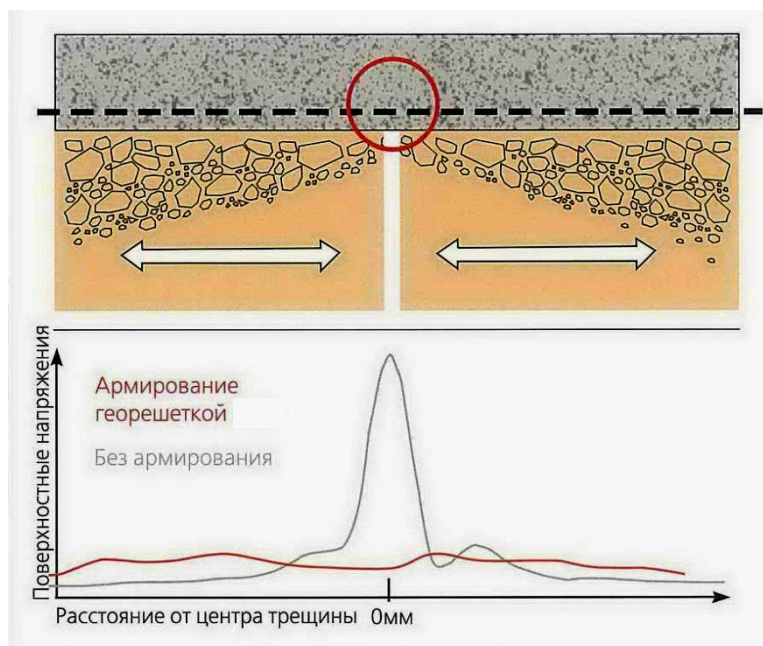 Поверхностные напряжения
Армирование
георешеткой
Без армирования
Расстояние от центра трещины 0мм